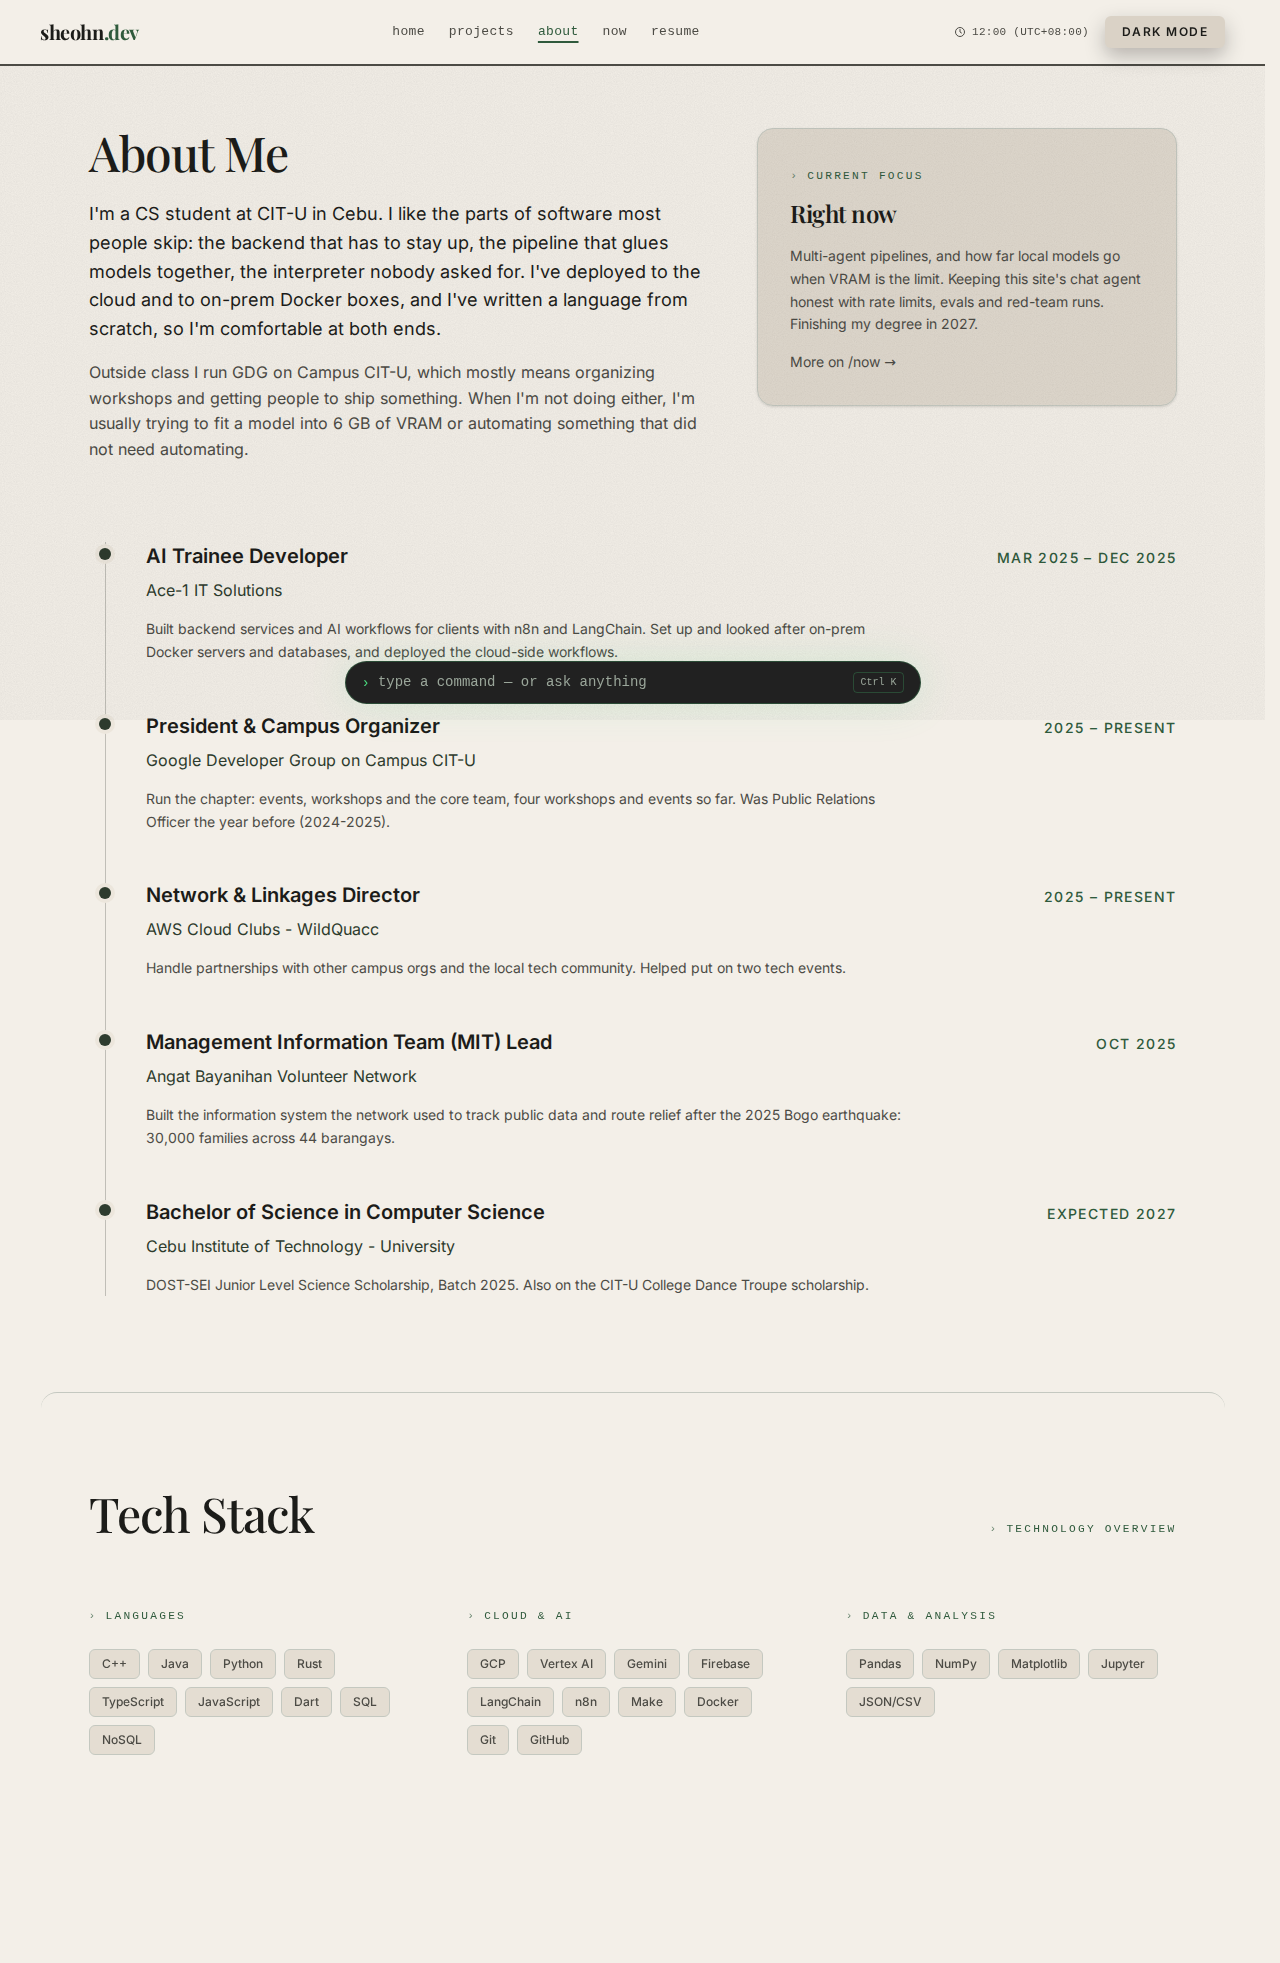 sheohn.dev
home projects about now resume
12:00 (UTC+08:00)
DARK MODE
About Me
I'm a CS student at CIT-U in Cebu. I like the parts of software most
people skip: the backend that has to stay up, the pipeline that glues
models together, the interpreter nobody asked for. I've deployed to the
cloud and to on-prem Docker boxes, and I've written a language from
scratch, so I'm comfortable at both ends.
Outside class I run GDG on Campus CIT-U, which mostly means organizing
workshops and getting people to ship something. When I'm not doing either, I'm
usually trying to fit a model into 6 GB of VRAM or automating something that did
not need automating.
› CURRENT FOCUS
Right now
Multi-agent pipelines, and how far local models go
when VRAM is the limit. Keeping this site's chat agent
honest with rate limits, evals and red-team runs.
Finishing my degree in 2027.
More on /now →
AI Trainee Developer
MAR 2025 – DEC 2025
Ace-1 IT Solutions
Built backend services and AI workflows for clients with n8n and LangChain. Set up and looked after on-prem
Docker servers and databases, and deployed the cloud-side workflows.
› type a command — or ask anything
Ctrl K
President & Campus Organizer
2025 – PRESENT
Google Developer Group on Campus CIT-U
Run the chapter: events, workshops and the core team, four workshops and events so far. Was Public Relations
Officer the year before (2024-2025).
Network & Linkages Director
2025 – PRESENT
AWS Cloud Clubs - WildQuacc
Handle partnerships with other campus orgs and the local tech community. Helped put on two tech events.
Management Information Team (MIT) Lead
OCT 2025
Angat Bayanihan Volunteer Network
Built the information system the network used to track public data and route relief after the 2025 Bogo earthquake:
30,000 families across 44 barangays.
Bachelor of Science in Computer Science
EXPECTED 2027
Cebu Institute of Technology - University
DOST-SEI Junior Level Science Scholarship, Batch 2025. Also on the CIT-U College Dance Troupe scholarship.
Tech Stack
› TECHNOLOGY OVERVIEW
› LANGUAGES
C++ Java Python Rust
TypeScript JavaScript Dart SQL
NoSQL
› CLOUD & AI
GCP Vertex AI Gemini Firebase
LangChain n8n Make Docker
Git GitHub
› DATA & ANALYSIS
Pandas NumPy Matplotlib Jupyter
JSON/CSV